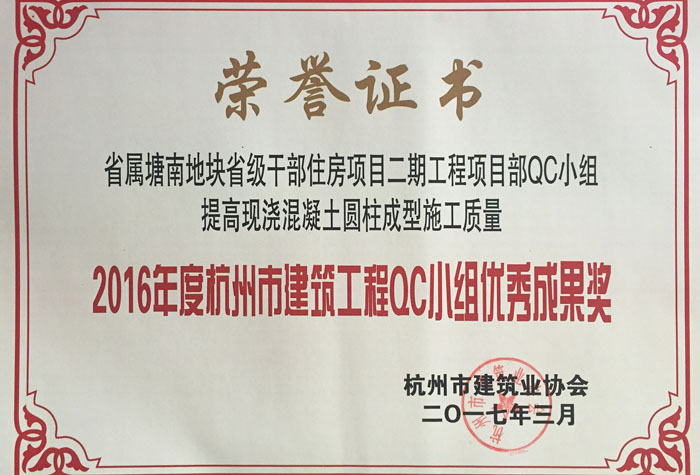 荣誉证书
省属塘南地块省级干部住房项目二期工程项目部QC小组
提高现浇混凝土圆柱成型施工质量
2016年度杭州市建筑工程QC小组优秀成果奖
杭州市建筑业协会
二〇一七年三月